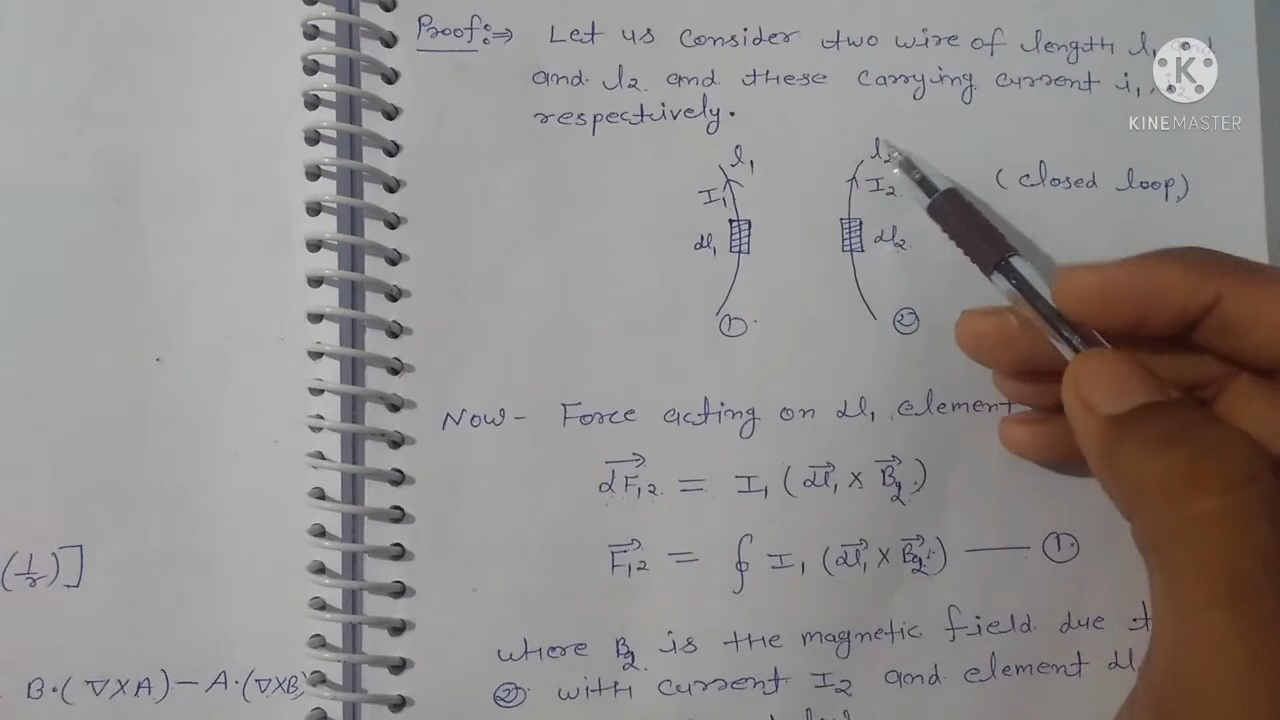 Proof:⇒ Let us consider two wire of length l1 and
and l2 and these carrying current i1, i2
respectively.
l1
l2
I1
I2
(closed loop)
dl1
dl2
①
②
Now - Force acting on dl1 element
dF12 = I1 (dl1 × B2)
F12 = ∮ I1 (dl1 × B2) —— ①
where B2 is the magnetic field due
② with current I2 and element
(1/r)]
B·(∇×A) − A·(∇×B)
K
KINEMASTER